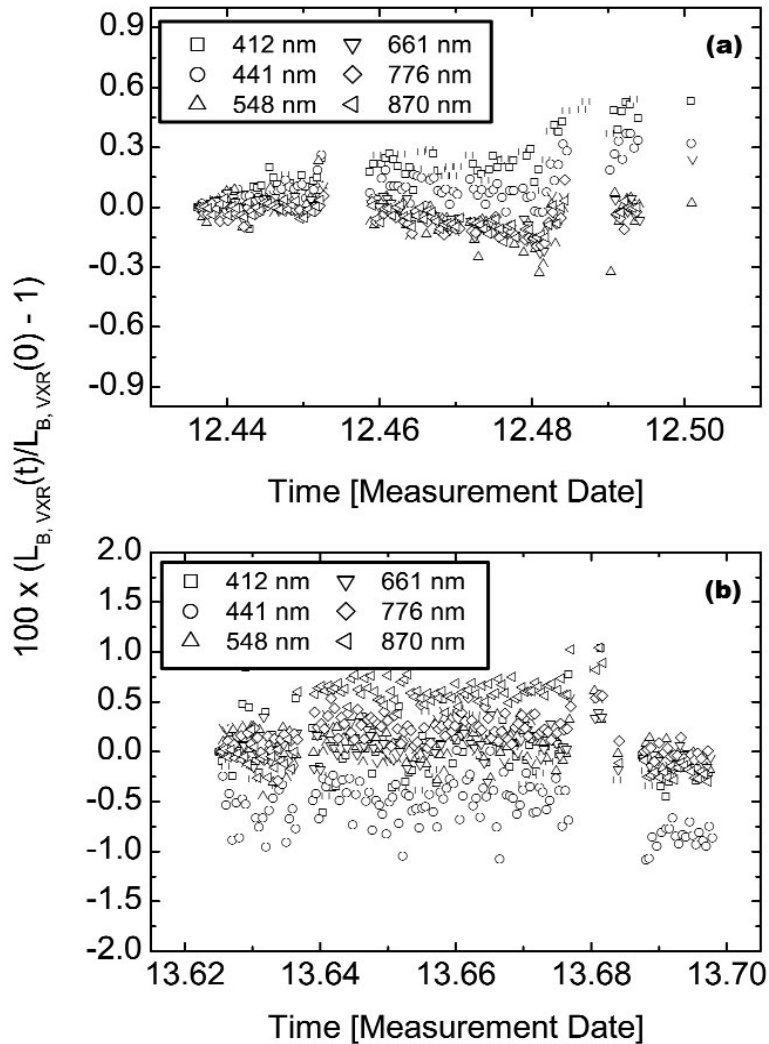 100 x (L_B, VXR(t)/L_B, VXR(0) - 1)
(a)
412 nm 661 nm
441 nm 776 nm
548 nm 870 nm
0.9
0.6
0.3
0.0
-0.3
-0.6
-0.9
12.44 12.46 12.48 12.50
Time [Measurement Date]
(b)
412 nm 661 nm
441 nm 776 nm
548 nm 870 nm
2.0
1.5
1.0
0.5
0.0
-0.5
-1.0
-1.5
-2.0
13.62 13.64 13.66 13.68 13.70
Time [Measurement Date]